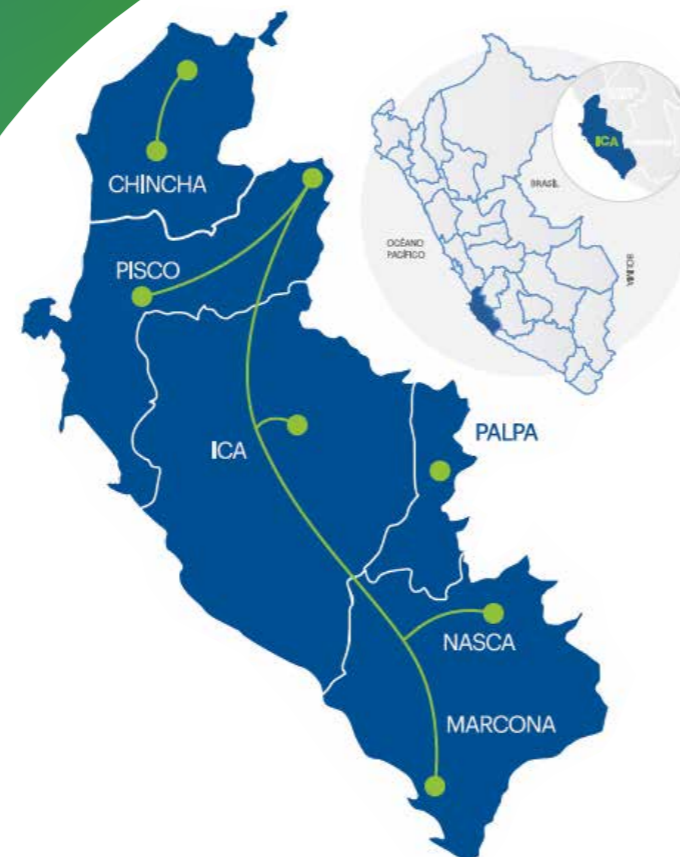 CHINCHA
PISCO
ICA
PALPA
NASCA
MARCONA
ICA
BRASIL
OCÉANO
PACÍFICO
BOLIVIA